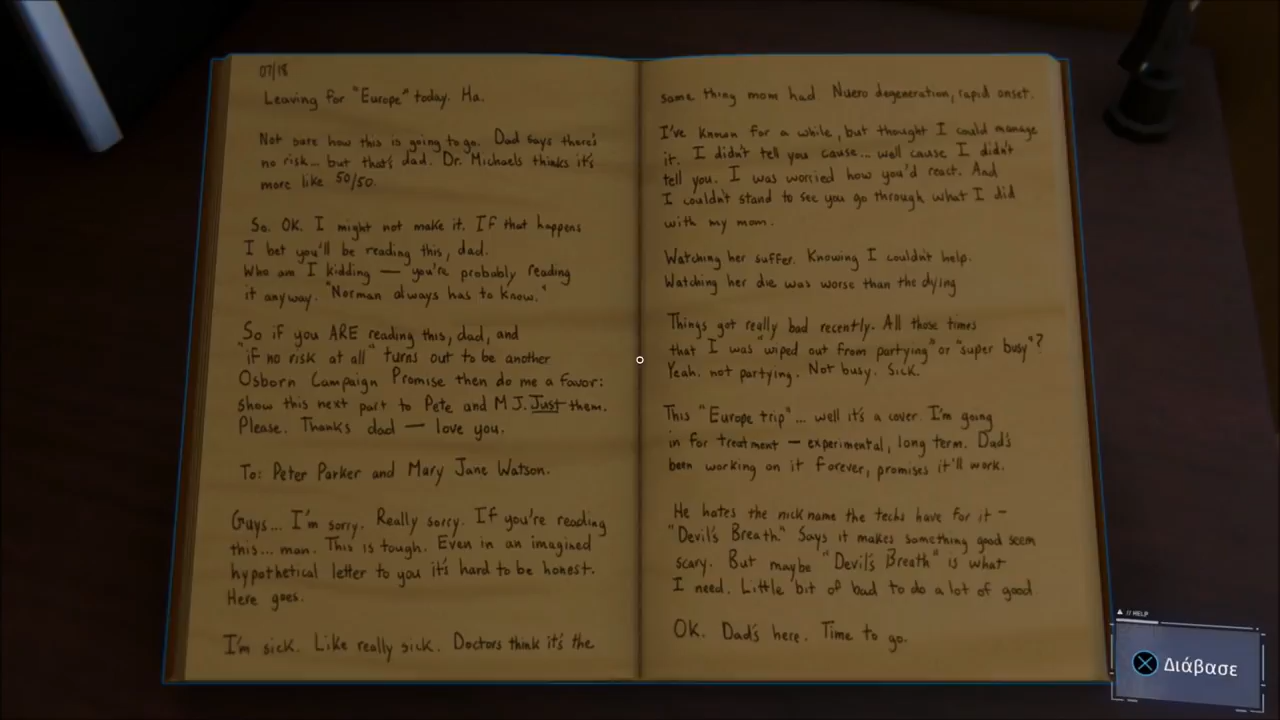 07/18
Leaving for "Europe" today. Ha.
Not sure how this is going to go. Dad says there's
no risk... but that's dad. Dr. Michaels thinks it's
more like 50/50.
So. OK. I might not make it. If that happens
I bet you'll be reading this, dad.
Who am I kidding — you're probably reading
it anyway. "Norman always has to know."
So if you ARE reading this, dad, and
"if no risk at all" turns out to be another
Osborn Campaign Promise then do me a favor:
show this next part to Pete and MJ. Just them.
Please. Thanks dad — love you.
To: Peter Parker and Mary Jane Watson.
Guys... I'm sorry. Really sorry. If you're reading
this... man. This is tough. Even in an imagined
hypothetical letter to you it's hard to be honest.
Here goes.
I'm sick. Like really sick. Doctors think it's the
same thing mom had. Nuero degeneration, rapid onset.
I've known for a while, but thought I could manage
it. I didn't tell you cause... well cause I didn't
tell you. I was worried how you'd react. And
I couldn't stand to see you go through what I did
with my mom.
Watching her suffer. Knowing I couldn't help.
Watching her die was worse than the dying
Things got really bad recently. All those times
that I was "wiped out from partying" or "super busy"?
Yeah. not partying. Not busy. Sick.
This "Europe trip"... well it's a cover. I'm going
in for treatment — experimental, long term. Dad's
been working on it forever, promises it'll work.
He hates the nickname the techs have for it —
"Devil's Breath." Says it makes something good seem
scary. But maybe "Devil's Breath" is what
I need. Little bit of bad to do a lot of good
OK. Dad's here. Time to go.
// HELP
Διάβασε